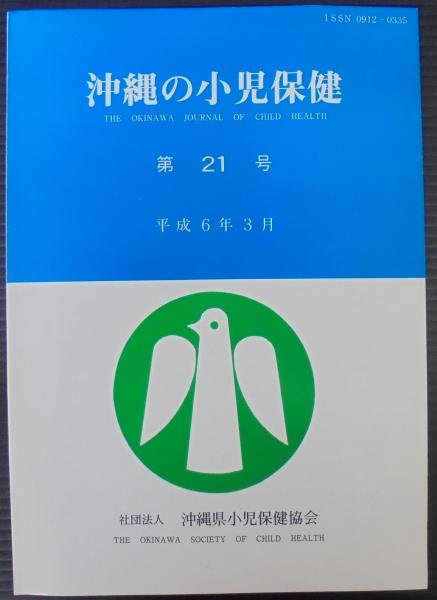 ISSN 0912-0335
沖縄の小児保健
THE OKINAWA JOURNAL OF CHILD HEALTH
第 21 号
平成6年3月
社団法人 沖縄県小児保健協会
THE OKINAWA SOCIETY OF CHILD HEALTH